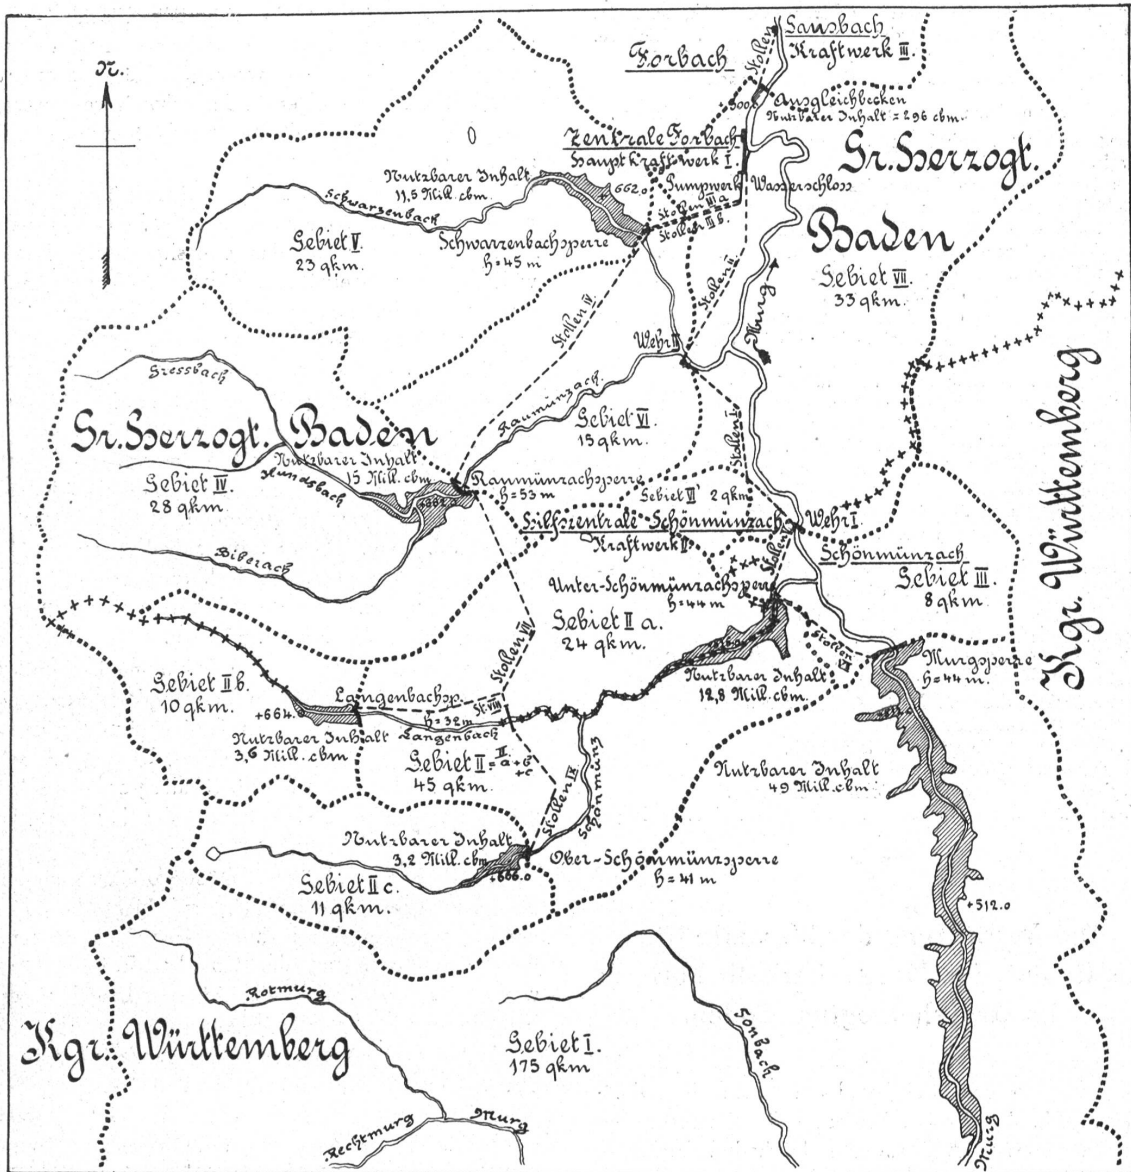 N.
Forbach
Stollen
Sausbach
Kraftwerk III.
+300.
Ausgleichbecken
Nutzbarer Inhalt = 296 cbm.
Zentrale Forbach
Hauptkraftwerk I.
Gr. Herzogt.
Baden
Nutzbarer Inhalt
11,5 Mill. cbm.
+662.0
Pumpwerk
Wasserschloss
Stollen III a
Stollen III b.
Schwarzenbach
Gebiet V.
23 qkm.
Schwarzenbachsperre
h = 45 m
Gebiet VII.
33 qkm.
Stollen IV
Stollen II
Murg
Wehr II
Gressbach
Raumünzach
Gebiet VI.
15 qkm.
Stollen I
Gr. Herzogt. Baden
Nutzbarer Inhalt
15 Mill. cbm
Gebiet IV.
28 qkm.
Hundsbach
Raumünzachsperre
h = 53 m
Gebiet VI' 2 qkm
Hilfszentrale Schönmünzach
Kraftwerk II
Wehr I
Kgr. Württemberg
Biberach
Stollen
Schönmünzach
Gebiet III.
8 qkm.
Unter-Schönmünzachsperre
h = 44 m
Gebiet II a.
24 qkm.
Stollen VII
Stollen
Murgsperre
h = 44 m.
Gebiet II b.
10 qkm.
+664.0
Langenbachsp.
St. VIII
h = 32 m
Langenbach
Nutzbarer Inhalt
12,8 Mill. cbm.
Nutzbarer Inhalt
3,6 Mill. cbm
Gebiet II = II a + b + c
45 qkm.
Stollen IX
Schönmünz
Nutzbarer Inhalt
49 Mill. cbm
Nutzbarer Inhalt
3,2 Mill. cbm
+666.0
Ober-Schönmünzsperre
h = 41 m
Gebiet II c.
11 qkm.
+512.0
Rotmurg
Kgr. Württemberg
Gebiet I.
175 qkm
Sombach
Rechtmurg
Murg
Murg